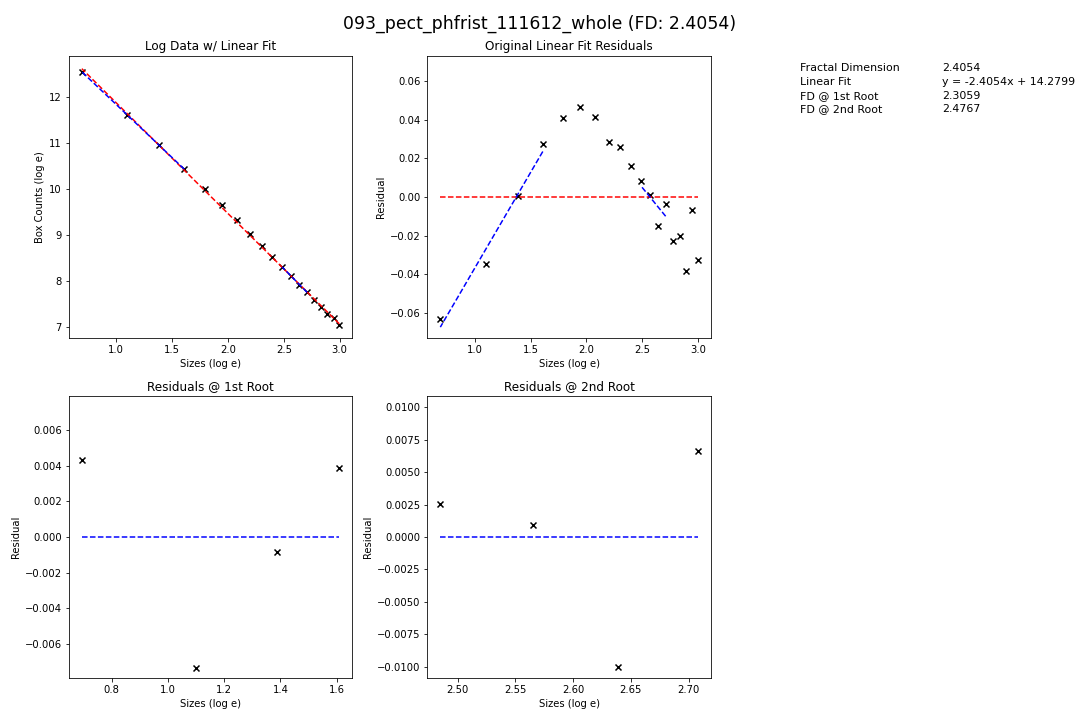 093_pect_phfrist_111612_whole (FD: 2.4054)
Log Data w/ Linear Fit
Box Counts (log e)
12
11
10
9
8
7
1.0 1.5 2.0 2.5 3.0
Sizes (log e)
Original Linear Fit Residuals
Residual
0.06
0.04
0.02
0.00
−0.02
−0.04
−0.06
1.0 1.5 2.0 2.5 3.0
Sizes (log e)
Fractal Dimension 2.4054
Linear Fit y = -2.4054x + 14.2799
FD @ 1st Root 2.3059
FD @ 2nd Root 2.4767
Residuals @ 1st Root
Residual
0.006
0.004
0.002
0.000
−0.002
−0.004
−0.006
0.8 1.0 1.2 1.4 1.6
Sizes (log e)
Residuals @ 2nd Root
Residual
0.0100
0.0075
0.0050
0.0025
0.0000
−0.0025
−0.0050
−0.0075
−0.0100
2.50 2.55 2.60 2.65 2.70
Sizes (log e)